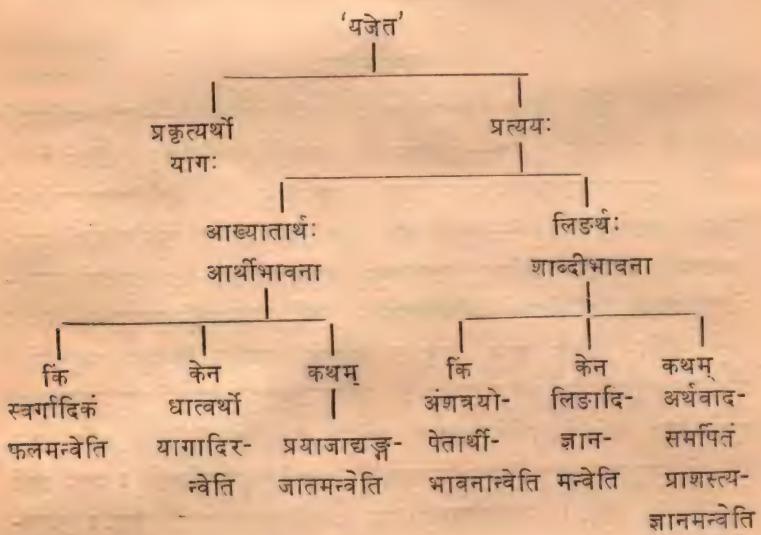 'यजेत'
प्रकृत्यर्थो
यागः
प्रत्ययः
आख्यातार्थः
आर्थीभावना
लिङर्थः
शाब्दीभावना
किं
स्वर्गादिकं
फलमन्वेति
केन
धात्वर्थो
यागादिर-
न्वेति
कथम्
प्रयाजाद्यङ्ग-
जातमन्वेति
किं
अंशत्रयो-
पेतार्थी-
भावनान्वेति
केन
लिङादि-
ज्ञान-
मन्वेति
कथम्
अर्थवाद-
समर्पितं
प्राशस्त्य-
ज्ञानमन्वेति